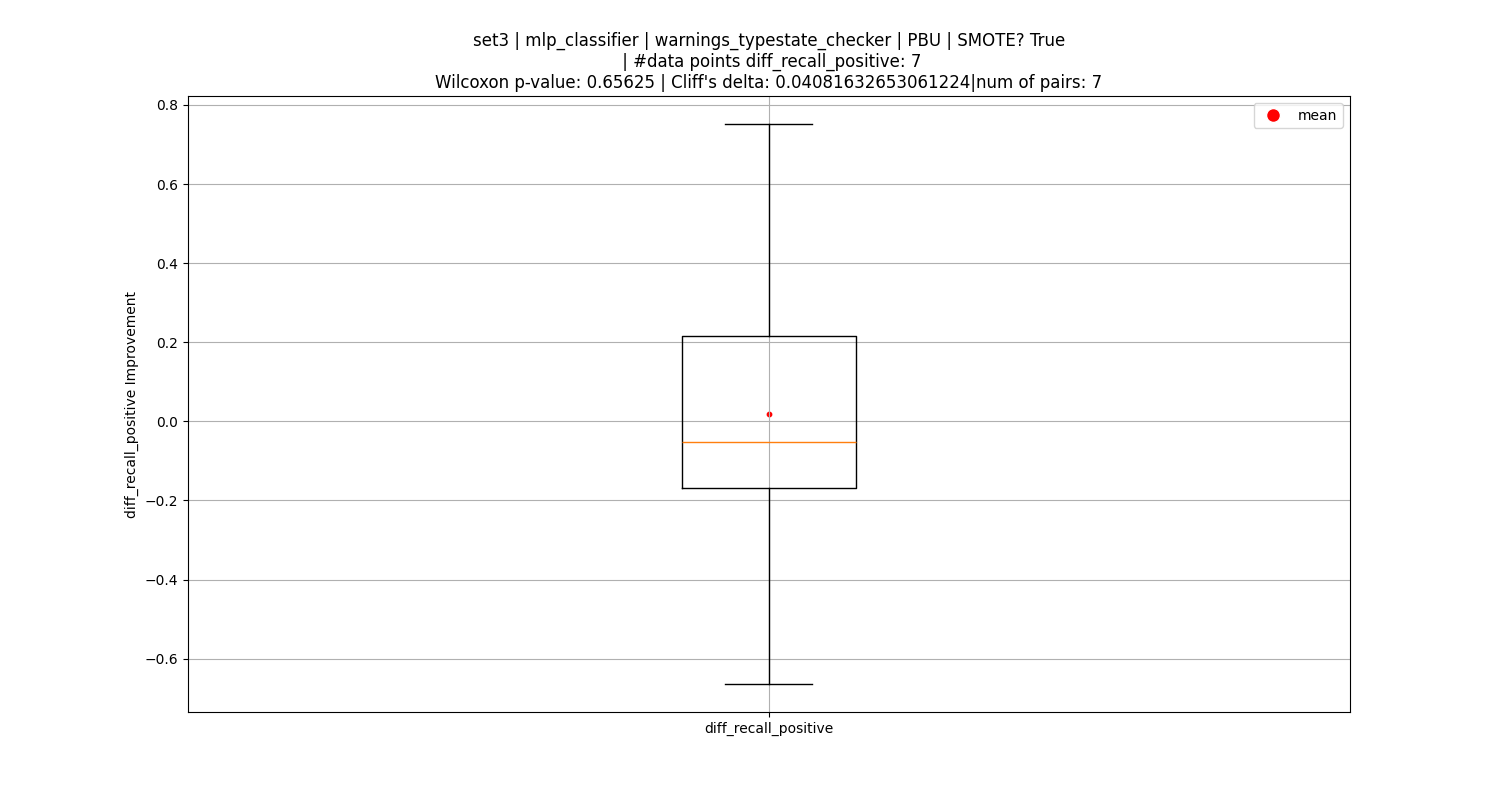 set3 | mlp_classifier | warnings_typestate_checker | PBU | SMOTE? True
| #data points diff_recall_positive: 7
Wilcoxon p-value: 0.65625 | Cliff's delta: 0.04081632653061224|num of pairs: 7
mean
0.8
0.6
0.4
0.2
0.0
−0.2
−0.4
−0.6
diff_recall_positive Improvement
diff_recall_positive